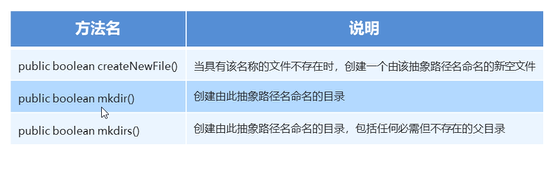 方法名 说明
public boolean createNewFile() 当具有该名称的文件不存在时，创建一个由该抽象路径名命名的新空文件
public boolean mkdir() 创建由此抽象路径名命名的目录
public boolean mkdirs() 创建由此抽象路径名命名的目录，包括任何必需但不存在的父目录